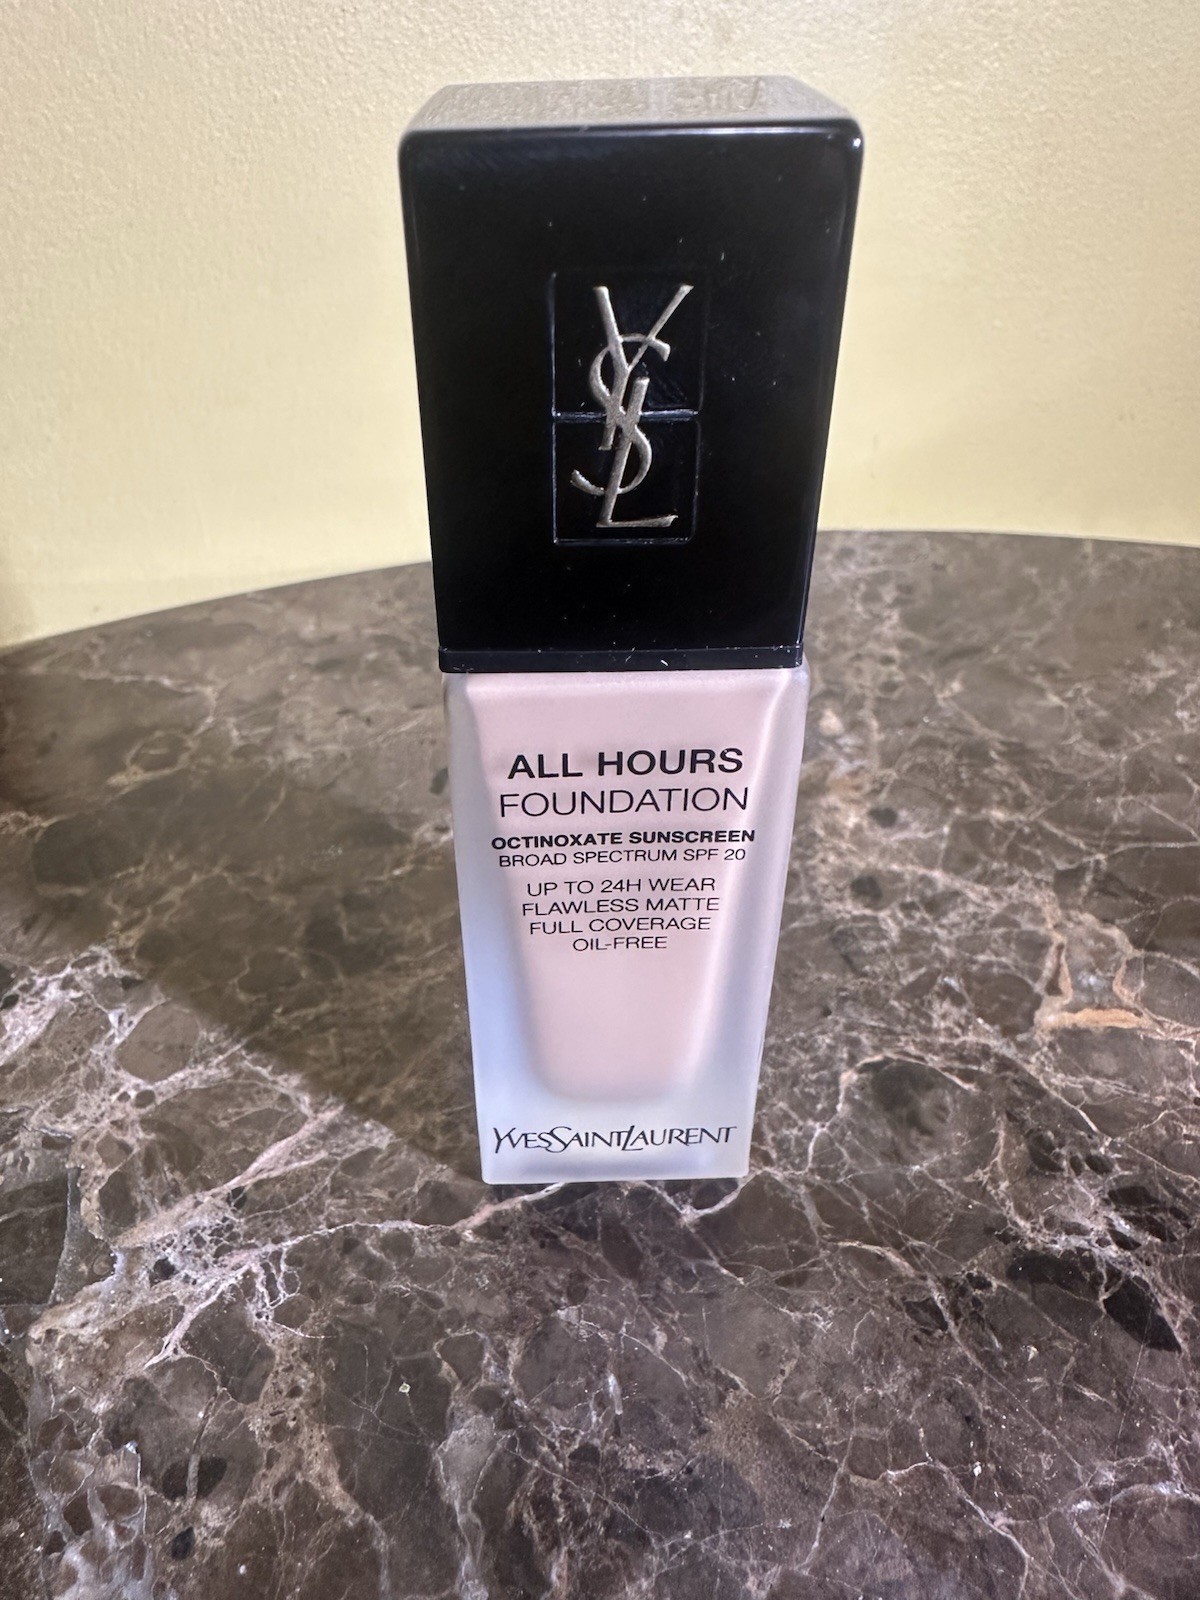 YSL
ALL HOURS
FOUNDATION
OCTINOXATE SUNSCREEN
BROAD SPECTRUM SPF 20
UP TO 24H WEAR
FLAWLESS MATTE
FULL COVERAGE
OIL-FREE
YVESSAINTLAURENT